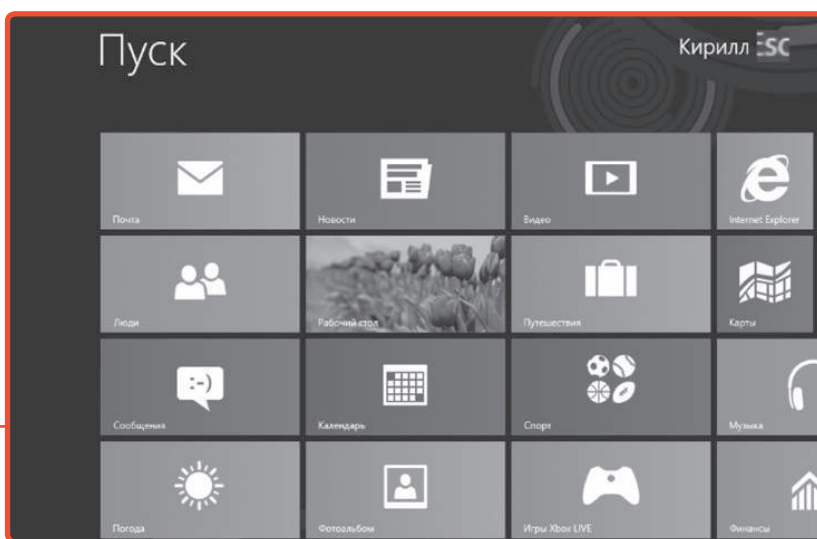 Пуск
Кирилл ESC
Почта
Новости
Видео
Internet Explorer
Люди
Рабочий стол
Путешествия
Карты
:-)
Сообщения
Календарь
Спорт
Музыка
Погода
Фотоальбом
Игры Xbox LIVE
Финансы